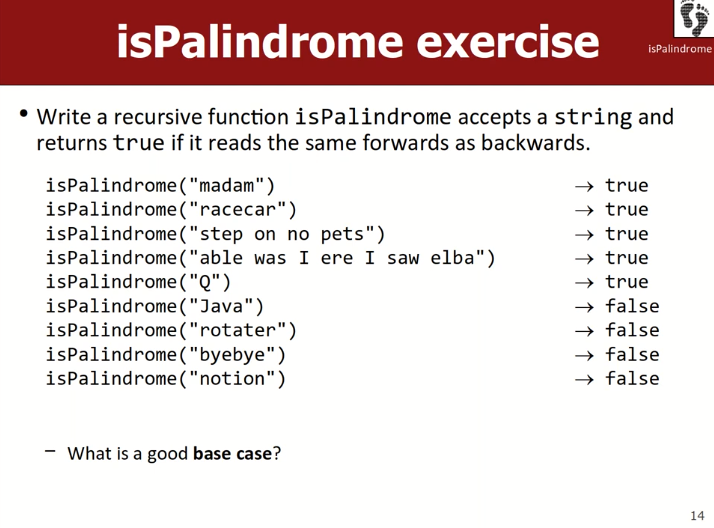 isPalindrome exercise
isPalindrome
• Write a recursive function isPalindrome accepts a string and
returns true if it reads the same forwards as backwards.
isPalindrome("madam") → true
isPalindrome("racecar") → true
isPalindrome("step on no pets") → true
isPalindrome("able was I ere I saw elba") → true
isPalindrome("Q") → true
isPalindrome("Java") → false
isPalindrome("rotater") → false
isPalindrome("byebye") → false
isPalindrome("notion") → false
– What is a good base case?
14